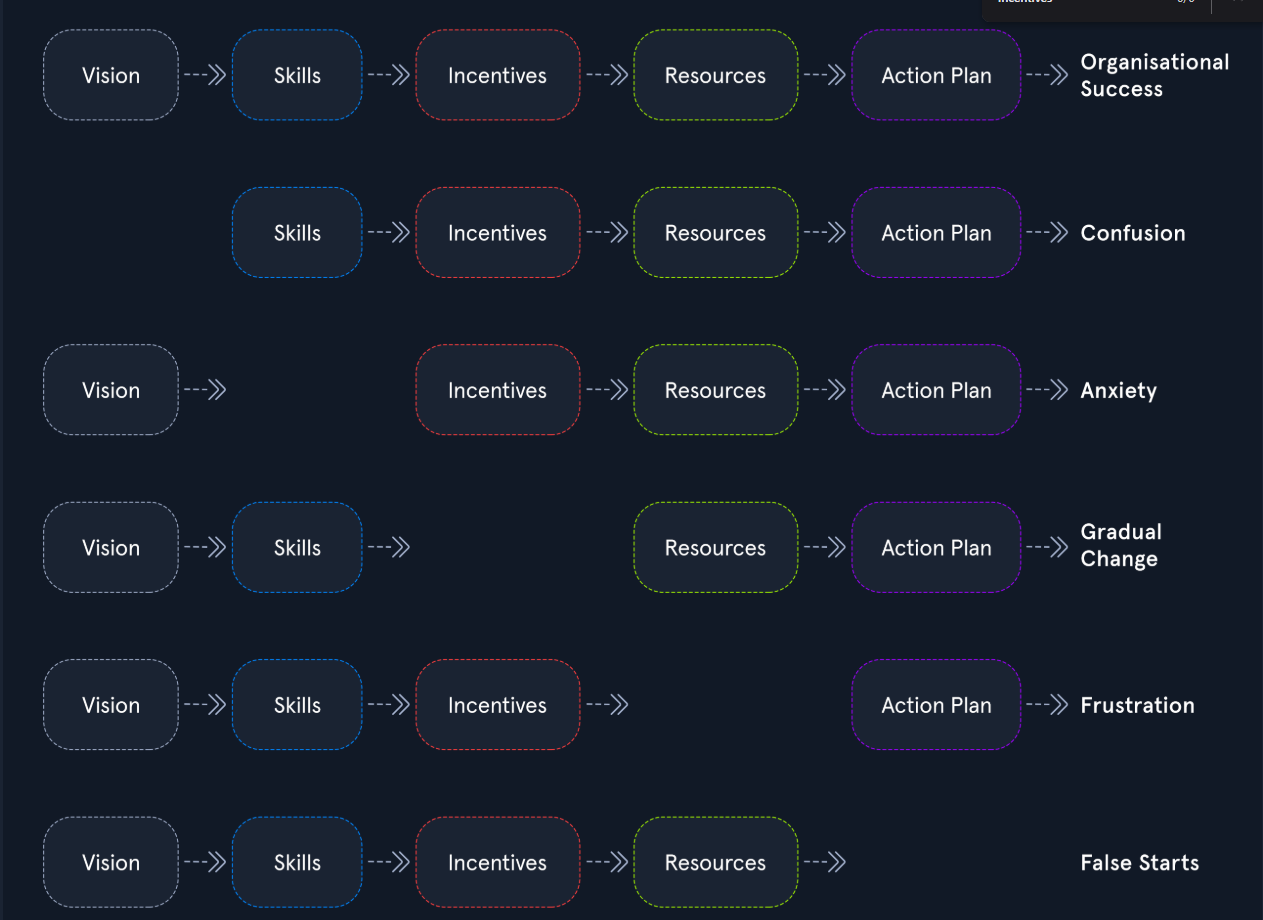 Incentives
Vision Skills Incentives Resources Action Plan Organisational
Success
Skills Incentives Resources Action Plan Confusion
Vision Incentives Resources Action Plan Anxiety
Vision Skills Resources Action Plan Gradual
Change
Vision Skills Incentives Action Plan Frustration
Vision Skills Incentives Resources False Starts